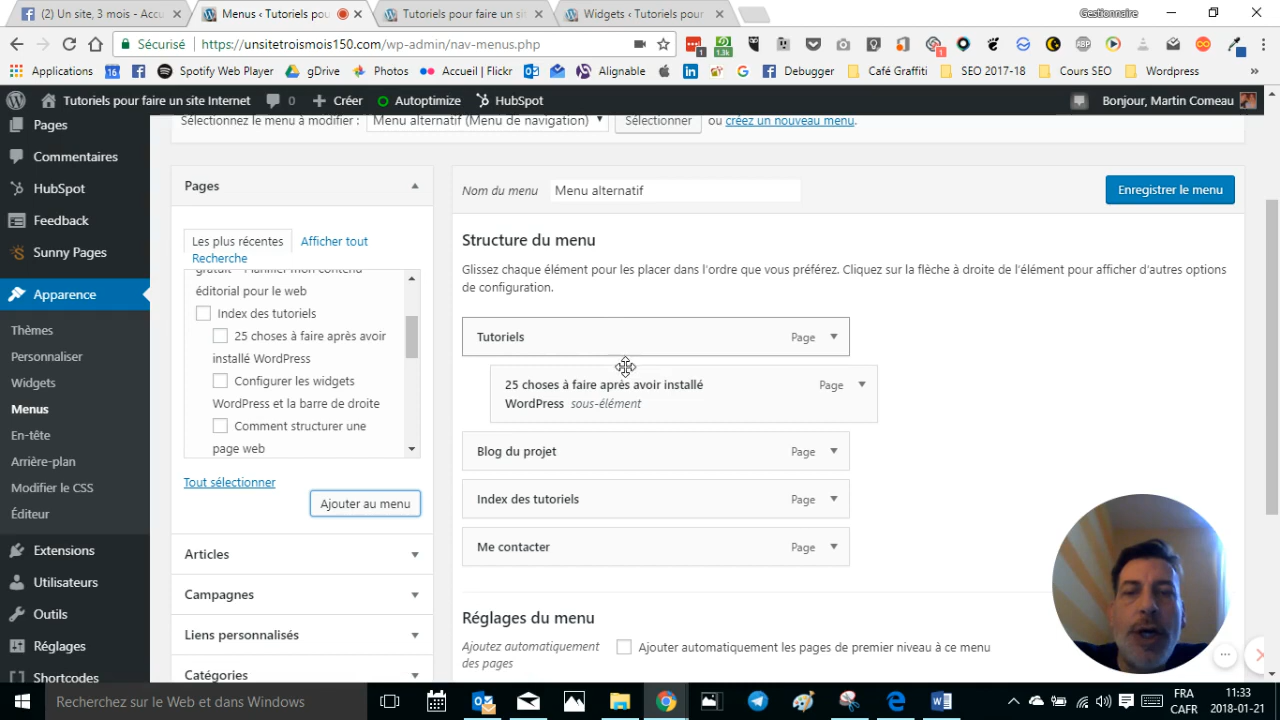 (2) Un site, 3 mois - Accu
Menus ‹ Tutoriels pou
Tutoriels pour faire un sit
Widgets ‹ Tutoriels pour
Gestionnaire
Sécurisé
https://unsitetroismois150.com/wp-admin/nav-menus.php
1
1.3k
ABP
1
Applications
16
Spotify Web Player
gDrive
Photos
Accueil | Flickr
Alignable
Debugger
Café Graffiti
SEO 2017-18
Cours SEO
Wordpress
»
Tutoriels pour faire un site Internet
0
Créer
Autoptimize
HubSpot
Bonjour, Martin Comeau
Pages
Commentaires
HubSpot
Feedback
Sunny Pages
Apparence
Thèmes
Personnaliser
Widgets
Menus
En-tête
Arrière-plan
Modifier le CSS
Éditeur
Extensions
Utilisateurs
Outils
Réglages
Shortcodes
Sélectionnez le menu à modifier :
Menu alternatif (Menu de navigation)
Sélectionner
ou créez un nouveau menu.
Pages
Les plus récentes
Afficher tout
Recherche
gratuit - Planifier mon contenu
éditorial pour le web
Index des tutoriels
25 choses à faire après avoir
installé WordPress
Configurer les widgets
WordPress et la barre de droite
Comment structurer une
page web
Tout sélectionner
Ajouter au menu
Articles
Campagnes
Liens personnalisés
Catégories
Nom du menu
Menu alternatif
Enregistrer le menu
Structure du menu
Glissez chaque élément pour les placer dans l'ordre que vous préférez. Cliquez sur la flèche à droite de l'élément pour afficher d'autres options
de configuration.
Tutoriels
Page
25 choses à faire après avoir installé
WordPress sous-élément
Page
Blog du projet
Page
Index des tutoriels
Page
Me contacter
Page
Réglages du menu
Ajoutez automatiquement
des pages
Ajouter automatiquement les pages de premier niveau à ce menu
Recherchez sur le Web et dans Windows
FRA
CAFR
11:33
2018-01-21